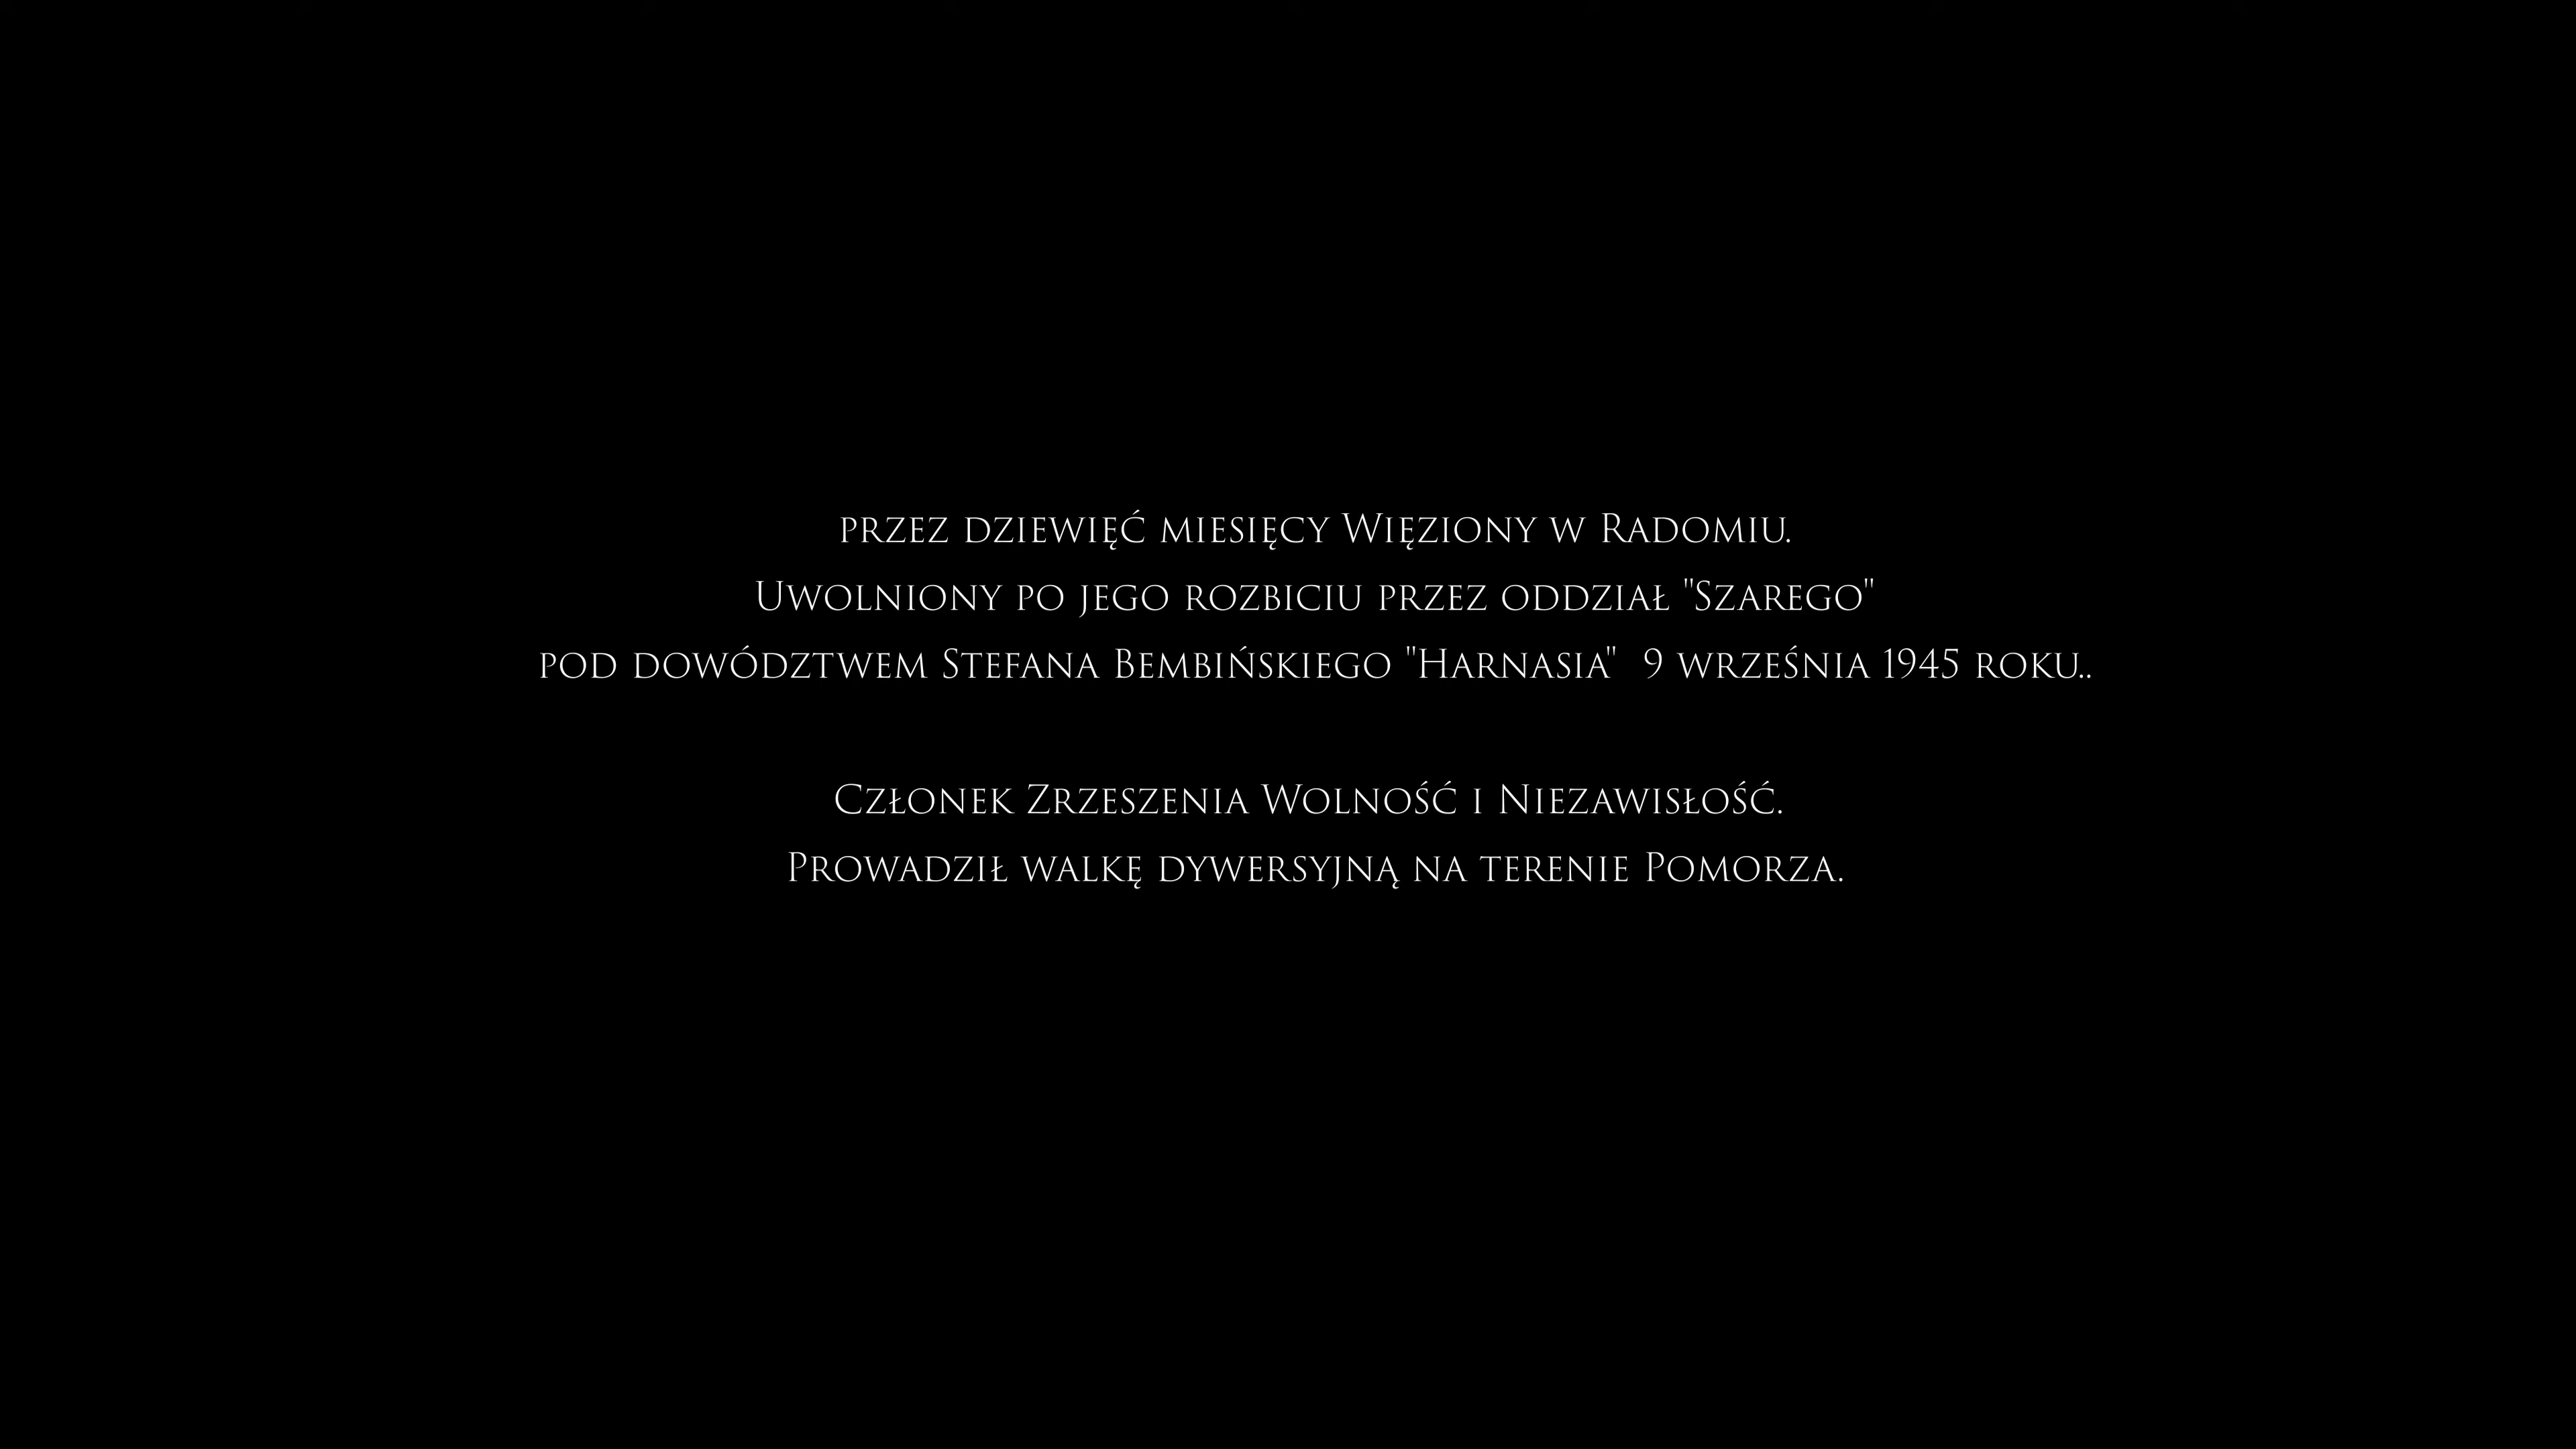 przez dziewięć miesięcy Więziony w Radomiu.
Uwolniony po jego rozbiciu przez oddział "Szarego"
pod dowództwem Stefana Bembińskiego "Harnasia"  9 września 1945 roku..
Członek Zrzeszenia Wolność i Niezawisłość.
Prowadził walkę dywersyjną na terenie Pomorza.